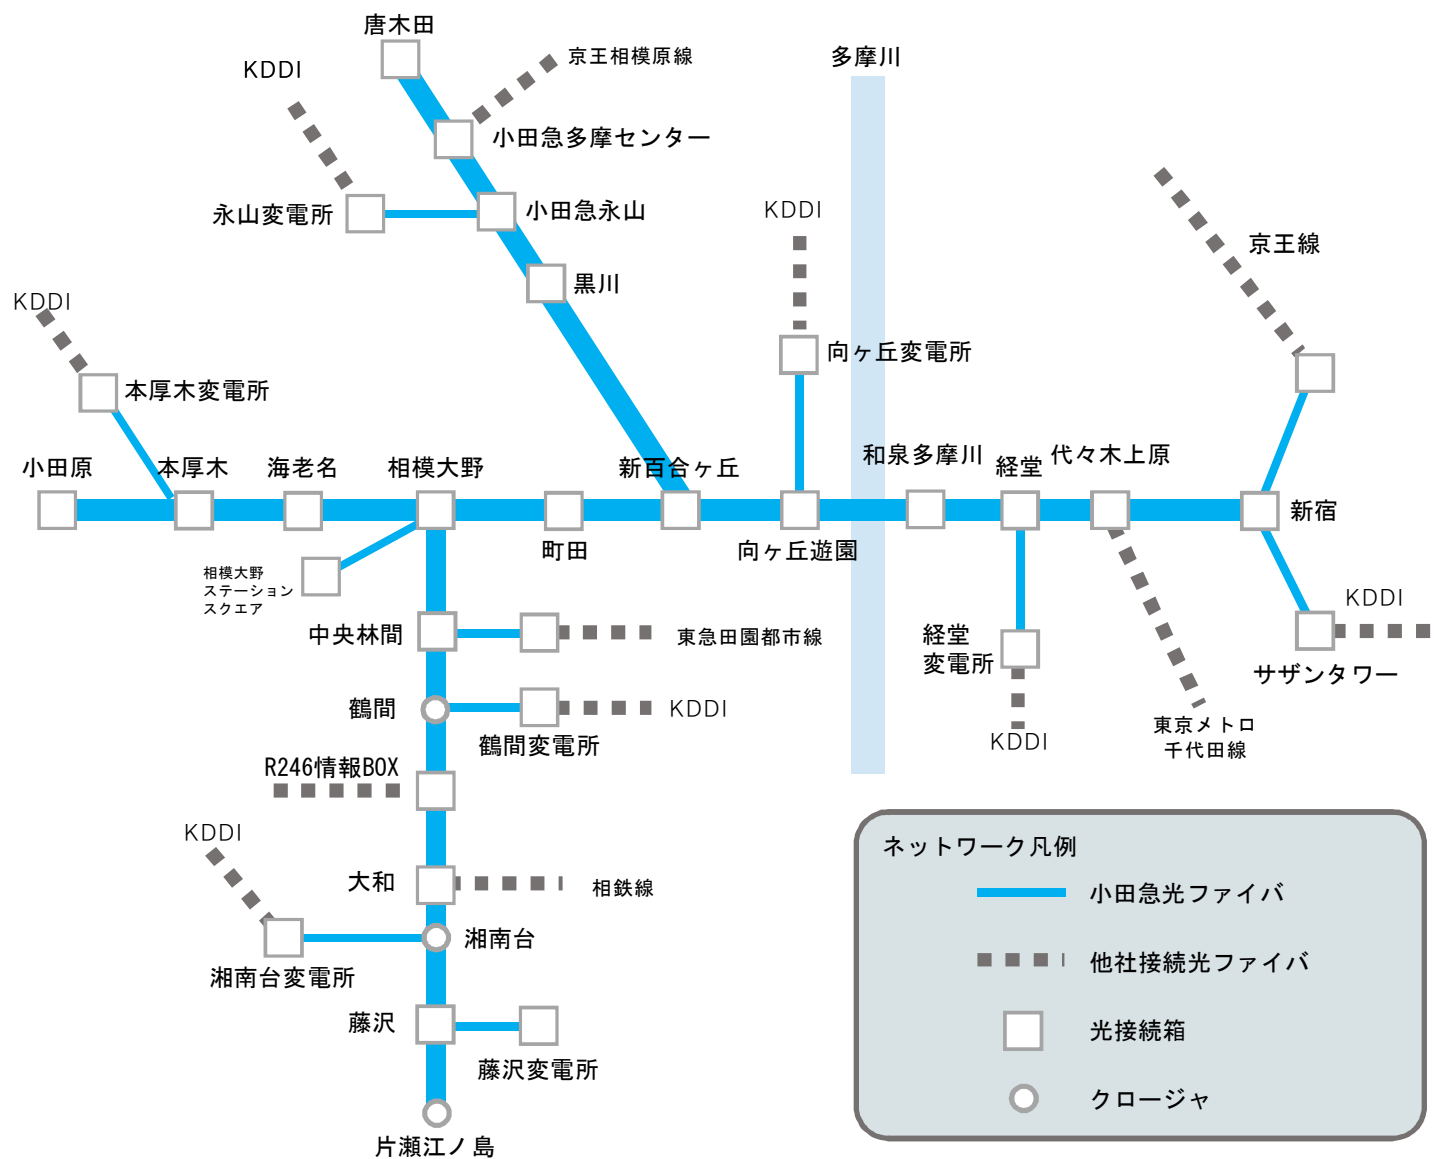 唐木田
京王相模原線
多摩川
KDDI
小田急多摩センター
永山変電所
小田急永山
KDDI
京王線
黒川
KDDI
向ヶ丘変電所
本厚木変電所
小田原
本厚木
海老名
相模大野
新百合ヶ丘
和泉多摩川
経堂
代々木上原
新宿
町田
向ヶ丘遊園
相模大野
ステーション
スクエア
KDDI
中央林間
東急田園都市線
経堂
変電所
サザンタワー
鶴間
KDDI
鶴間変電所
東京メトロ
千代田線
KDDI
R246情報BOX
KDDI
大和
相鉄線
湘南台
湘南台変電所
藤沢
藤沢変電所
片瀬江ノ島
ネットワーク凡例
小田急光ファイバ
他社接続光ファイバ
光接続箱
クロージャ